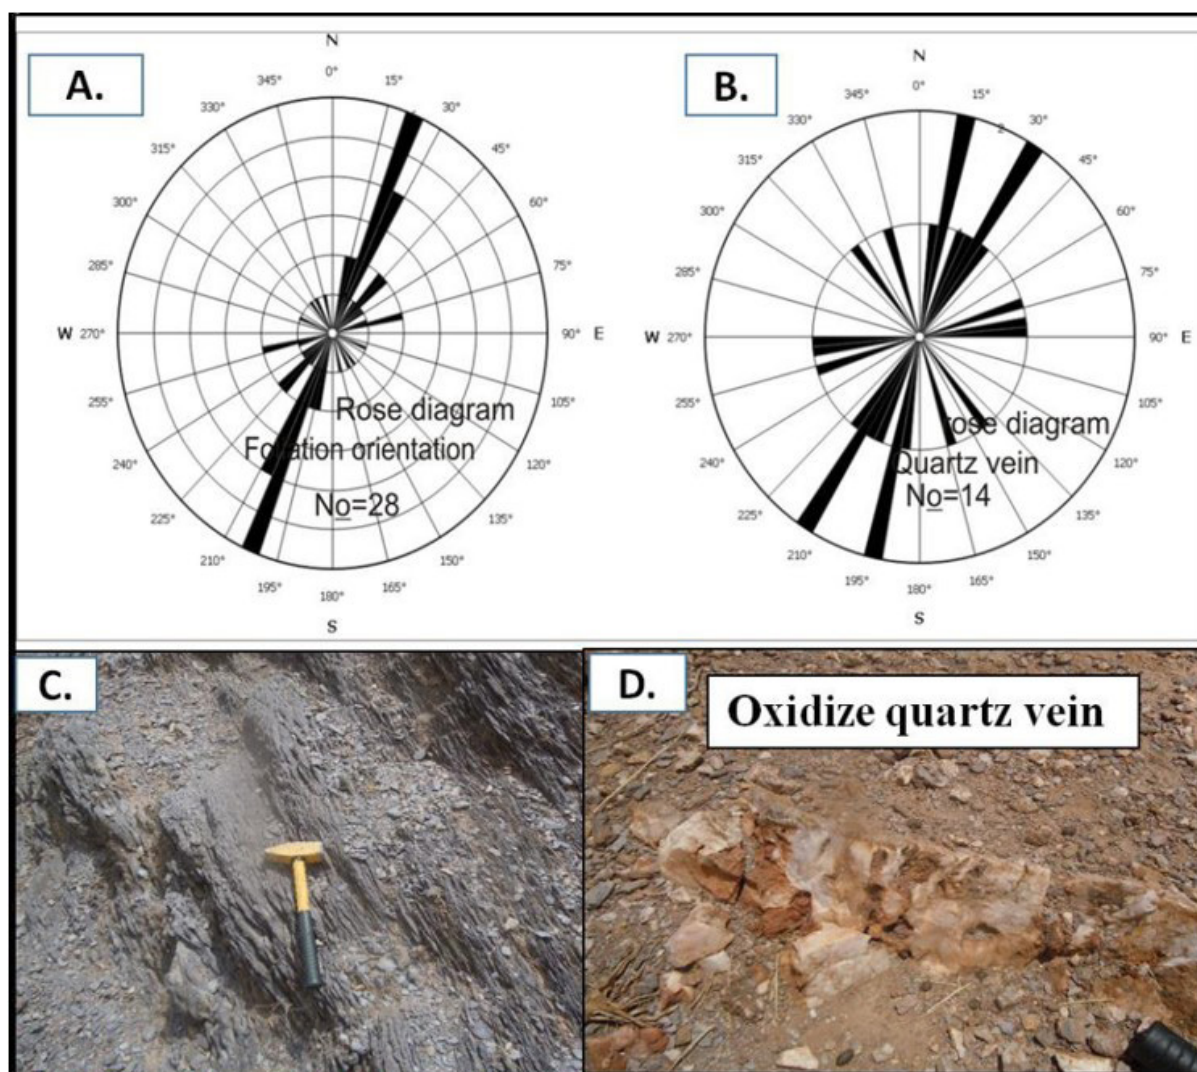 A.
N
0°
15°
30°
45°
60°
75°
90° E
105°
120°
135°
150°
165°
180°
S
195°
210°
225°
240°
255°
W 270°
285°
300°
315°
330°
345°
Rose diagram
Foliation orientation
No=28
B.
N
0°
15°
2
30°
45°
60°
75°
90° E
105°
120°
135°
150°
165°
180°
S
195°
210°
225°
240°
255°
W 270°
285°
300°
315°
330°
345°
rose diagram
Quartz vein
No=14
C.
D.
Oxidize quartz vein